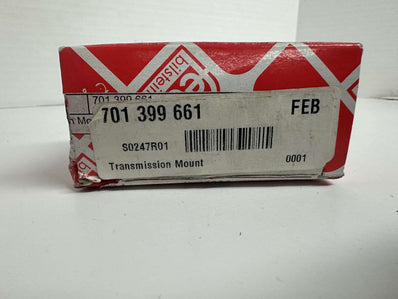 bilstein
701 399 661
701 399 661 FEB
S0247R01
Transmission Mount 0001